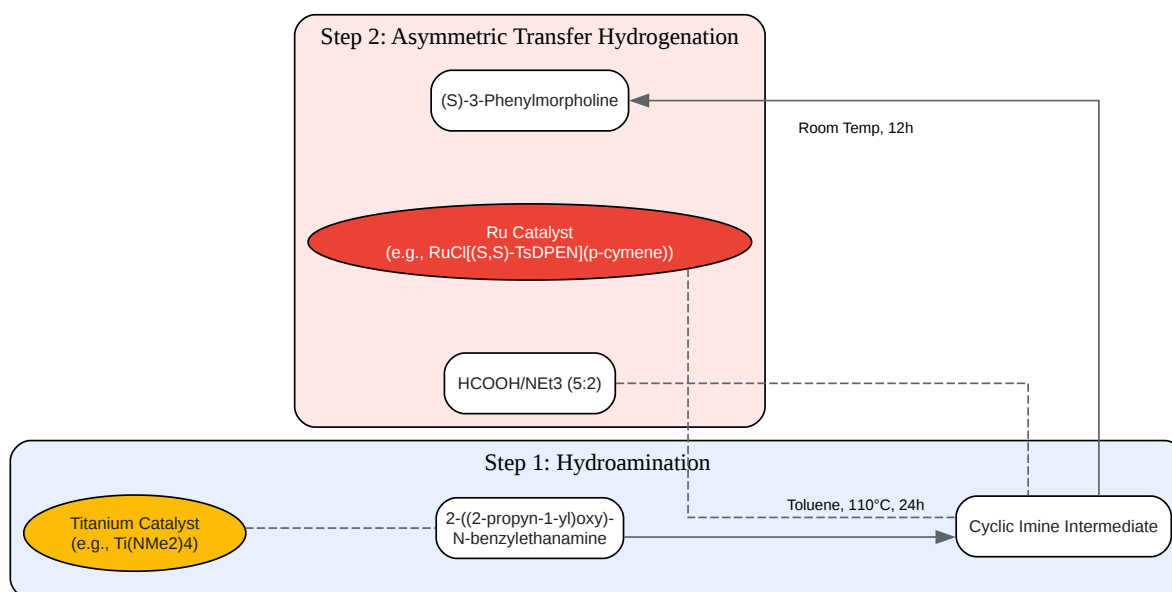 Step 2: Asymmetric Transfer Hydrogenation
(S)-3-Phenylmorpholine
Room Temp, 12h
Ru Catalyst
(e.g., RuCl[(S,S)-TsDPEN](p-cymene))
HCOOH/NEt3 (5:2)
Step 1: Hydroamination
Titanium Catalyst
(e.g., Ti(NMe2)4)
2-((2-propyn-1-yl)oxy)-
N-benzylethanamine
Toluene, 110°C, 24h
Cyclic Imine Intermediate